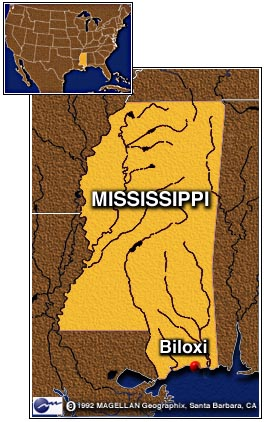 MISSISSIPPI
Biloxi
© 1992 MAGELLAN Geographix, Santa Barbara, CA